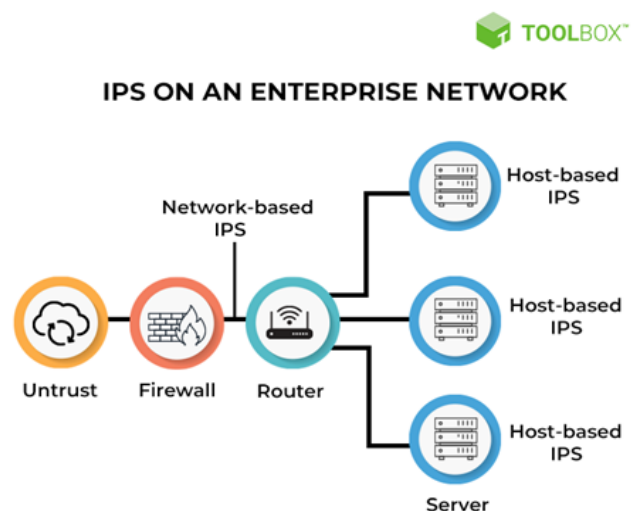 TOOLBOX™
IPS ON AN ENTERPRISE NETWORK
Host-based
IPS
Network-based
IPS
Host-based
IPS
Untrust
Firewall
Router
Host-based
IPS
Server